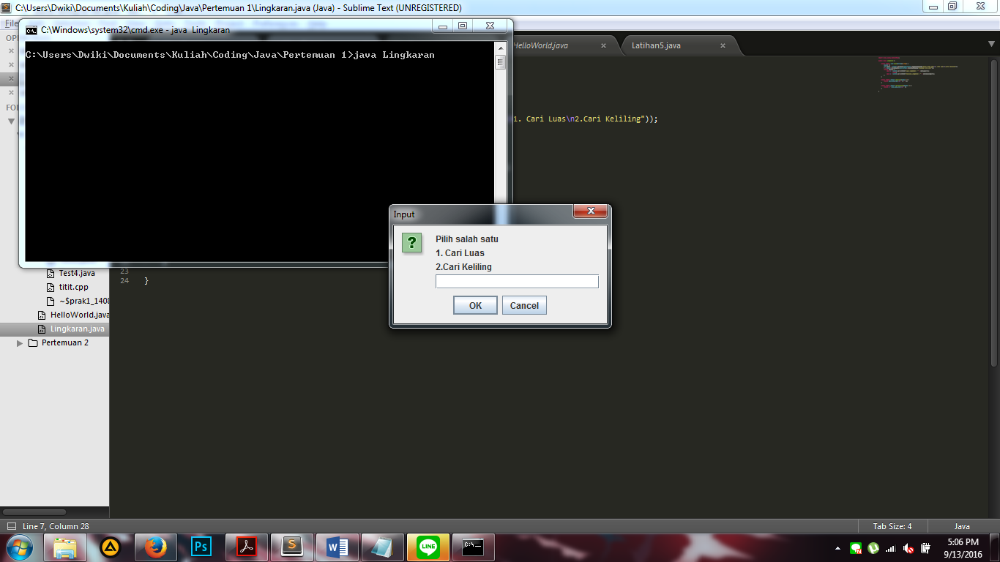 C:\Users\Dwiki\Documents\Kuliah\Coding\Java\Pertemuan 1\Lingkaran.java (Java) - Sublime Text (UNREGISTERED)
C:\Windows\system32\cmd.exe - java Lingkaran
C:\Users\Dwiki\Documents\Kuliah\Coding\Java\Pertemuan 1>java Lingkaran
HelloWorld.java
Latihan5.java
1. Cari Luas\n2.Cari Keliling"));
Input
Pilih salah satu
1. Cari Luas
2.Cari Keliling
OK
Cancel
23
24 }
Test4.java
titit.cpp
~$prak1_1408
HelloWorld.java
Lingkaran.java
Pertemuan 2
Line 7, Column 28
Tab Size: 4
Java
Ps
W
LINE
C:\
5:06 PM
9/13/2016